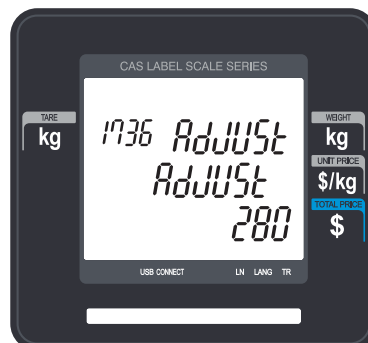 CAS LABEL SCALE SERIES
TARE
kg
1736 AdJUSt
AdJUSt
280
WEIGHT
kg
UNIT PRICE
$/kg
TOTAL PRICE
$
USB CONNECT LN LANG TR